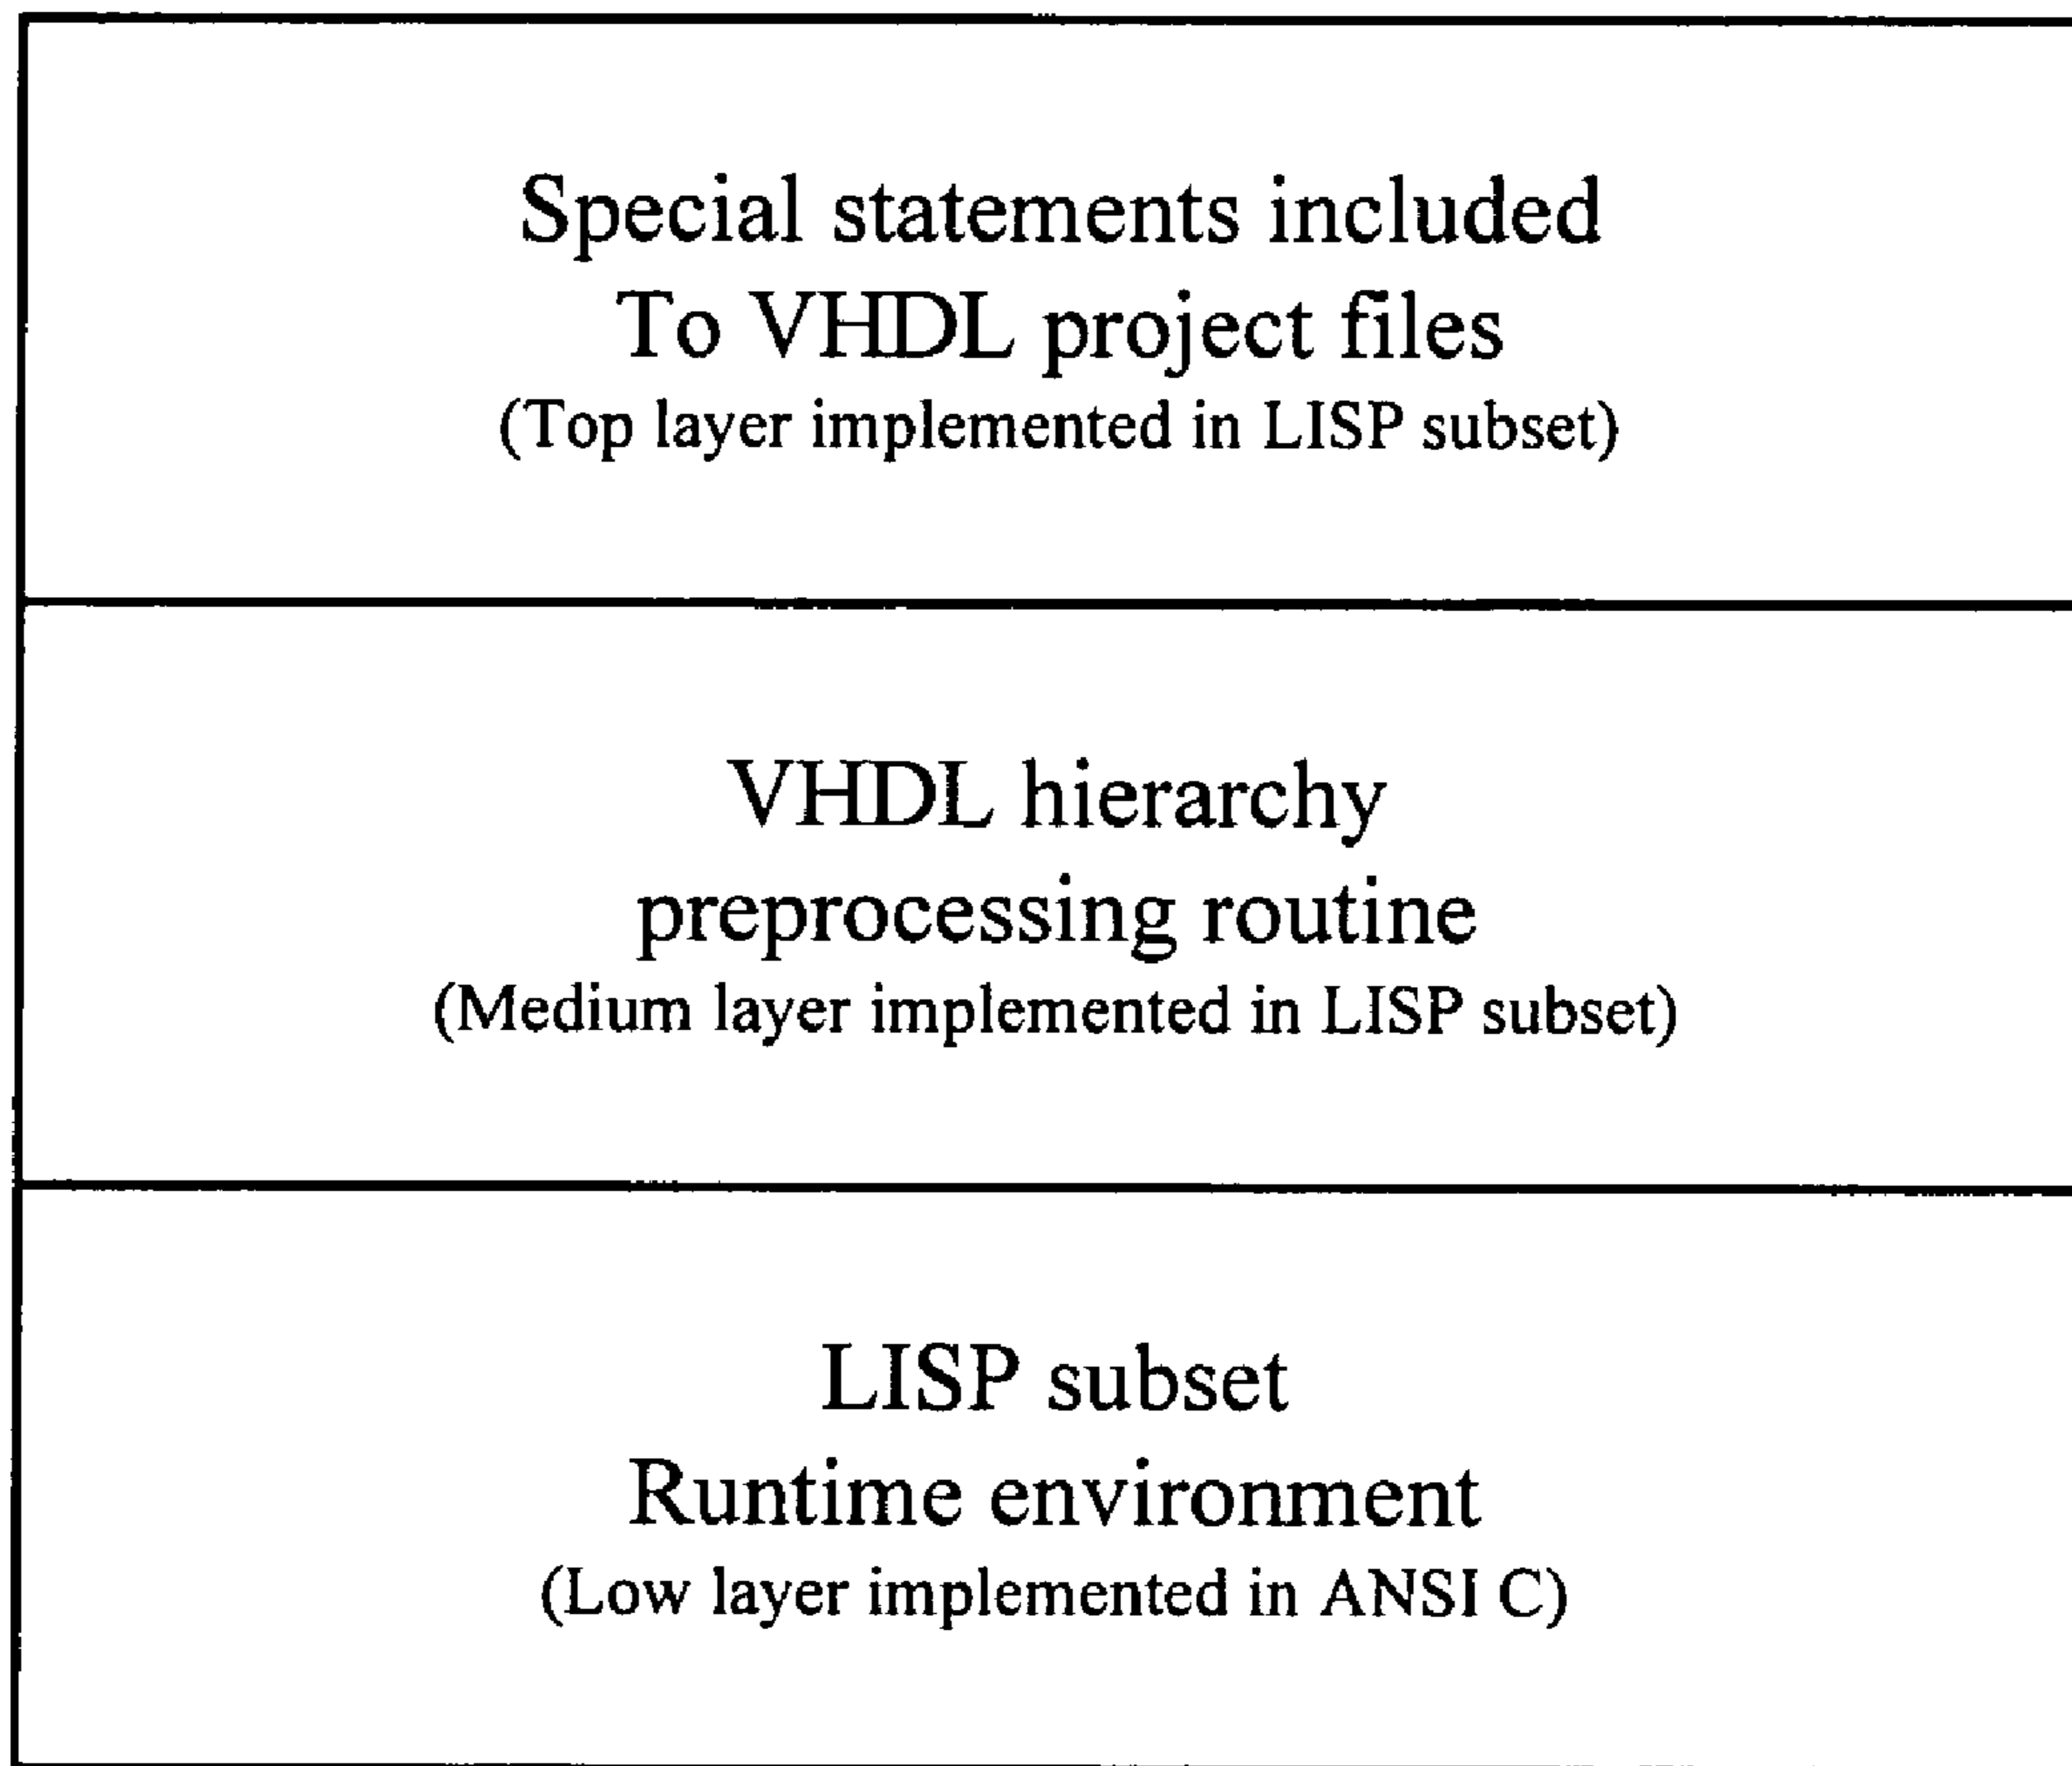 Special statements included
To VHDL project files
(Top layer implemented in LISP subset)
VHDL hierarchy
preprocessing routine
(Medium layer implemented in LISP subset)
LISP subset
Runtime environment
(Low layer implemented in ANSI C)